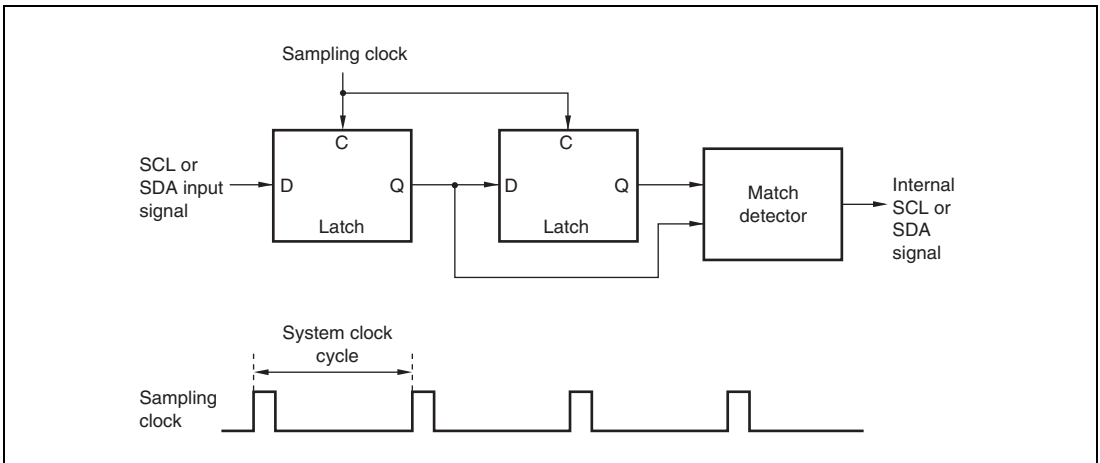 Sampling clock
C
C
SCL or
SDA input
signal
D
Q
D
Q
Latch
Latch
Match
detector
Internal
SCL or
SDA
signal
System clock
cycle
Sampling
clock